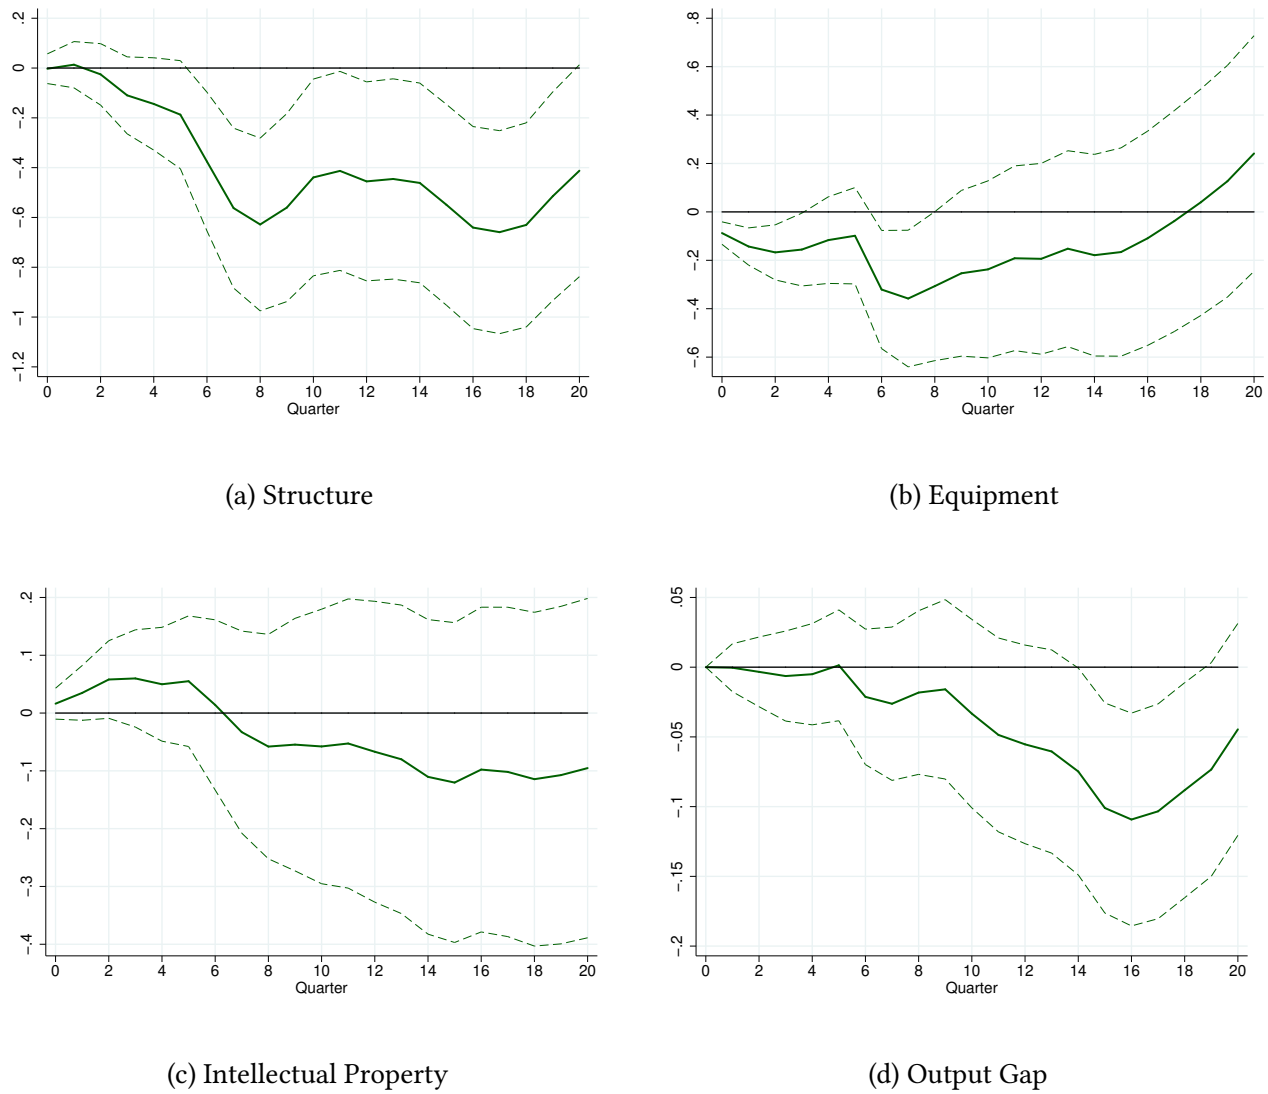 .2
0
−.2
−.4
−.6
−.8
−1
−1.2
0 2 4 6 8 10 12 14 16 18 20
Quarter
(a) Structure
.8
.6
.4
.2
0
−.2
−.4
−.6
0 2 4 6 8 10 12 14 16 18 20
Quarter
(b) Equipment
.2
.1
0
−.1
−.2
−.3
−.4
0 2 4 6 8 10 12 14 16 18 20
Quarter
(c) Intellectual Property
.05
0
−.05
−.1
−.15
−.2
0 2 4 6 8 10 12 14 16 18 20
Quarter
(d) Output Gap